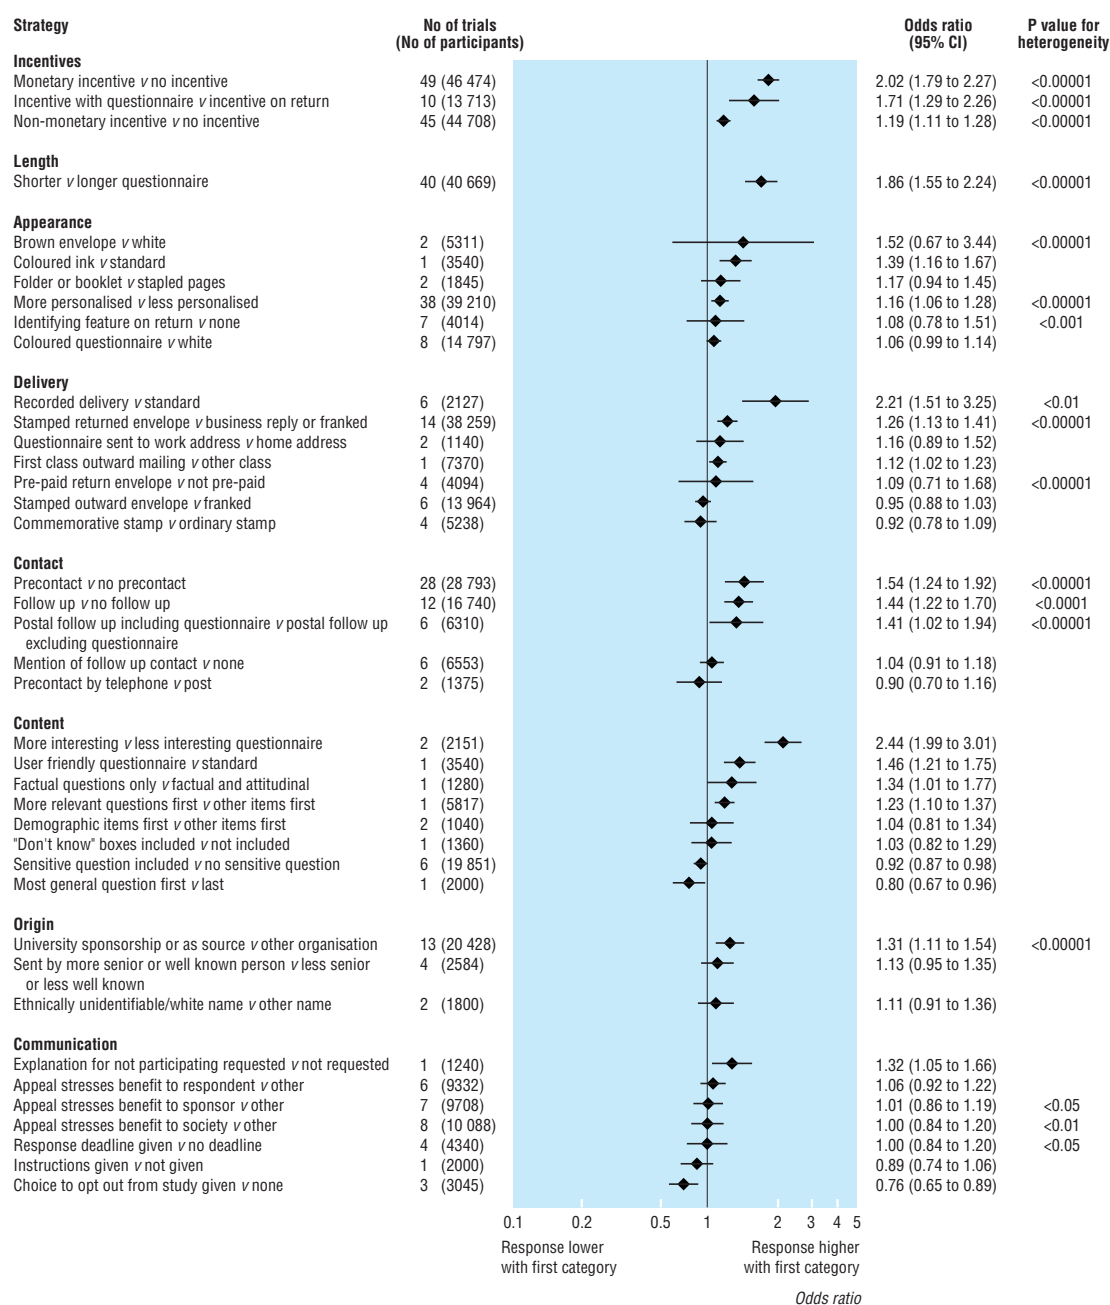 Strategy No of trials (No of participants) Odds ratio (95% CI) P value for heterogeneity
Incentives
Monetary incentive v no incentive 49 (46 474) 2.02 (1.79 to 2.27) <0.00001
Incentive with questionnaire v incentive on return 10 (13 713) 1.71 (1.29 to 2.26) <0.00001
Non-monetary incentive v no incentive 45 (44 708) 1.19 (1.11 to 1.28) <0.00001
Length
Shorter v longer questionnaire 40 (40 669) 1.86 (1.55 to 2.24) <0.00001
Appearance
Brown envelope v white 2 (5311) 1.52 (0.67 to 3.44) <0.00001
Coloured ink v standard 1 (3540) 1.39 (1.16 to 1.67)
Folder or booklet v stapled pages 2 (1845) 1.17 (0.94 to 1.45)
More personalised v less personalised 38 (39 210) 1.16 (1.06 to 1.28) <0.00001
Identifying feature on return v none 7 (4014) 1.08 (0.78 to 1.51) <0.001
Coloured questionnaire v white 8 (14 797) 1.06 (0.99 to 1.14)
Delivery
Recorded delivery v standard 6 (2127) 2.21 (1.51 to 3.25) <0.01
Stamped returned envelope v business reply or franked 14 (38 259) 1.26 (1.13 to 1.41) <0.00001
Questionnaire sent to work address v home address 2 (1140) 1.16 (0.89 to 1.52)
First class outward mailing v other class 1 (7370) 1.12 (1.02 to 1.23)
Pre-paid return envelope v not pre-paid 4 (4094) 1.09 (0.71 to 1.68) <0.00001
Stamped outward envelope v franked 6 (13 964) 0.95 (0.88 to 1.03)
Commemorative stamp v ordinary stamp 4 (5238) 0.92 (0.78 to 1.09)
Contact
Precontact v no precontact 28 (28 793) 1.54 (1.24 to 1.92) <0.00001
Follow up v no follow up 12 (16 740) 1.44 (1.22 to 1.70) <0.0001
Postal follow up including questionnaire v postal follow up 6 (6310) 1.41 (1.02 to 1.94) <0.00001
excluding questionnaire
Mention of follow up contact v none 6 (6553) 1.04 (0.91 to 1.18)
Precontact by telephone v post 2 (1375) 0.90 (0.70 to 1.16)
Content
More interesting v less interesting questionnaire 2 (2151) 2.44 (1.99 to 3.01)
User friendly questionnaire v standard 1 (3540) 1.46 (1.21 to 1.75)
Factual questions only v factual and attitudinal 1 (1280) 1.34 (1.01 to 1.77)
More relevant questions first v other items first 1 (5817) 1.23 (1.10 to 1.37)
Demographic items first v other items first 2 (1040) 1.04 (0.81 to 1.34)
"Don't know" boxes included v not included 1 (1360) 1.03 (0.82 to 1.29)
Sensitive question included v no sensitive question 6 (19 851) 0.92 (0.87 to 0.98)
Most general question first v last 1 (2000) 0.80 (0.67 to 0.96)
Origin
University sponsorship or as source v other organisation 13 (20 428) 1.31 (1.11 to 1.54) <0.00001
Sent by more senior or well known person v less senior 4 (2584) 1.13 (0.95 to 1.35)
or less well known
Ethnically unidentifiable/white name v other name 2 (1800) 1.11 (0.91 to 1.36)
Communication
Explanation for not participating requested v not requested 1 (1240) 1.32 (1.05 to 1.66)
Appeal stresses benefit to respondent v other 6 (9332) 1.06 (0.92 to 1.22)
Appeal stresses benefit to sponsor v other 7 (9708) 1.01 (0.86 to 1.19) <0.05
Appeal stresses benefit to society v other 8 (10 088) 1.00 (0.84 to 1.20) <0.01
Response deadline given v no deadline 4 (4340) 1.00 (0.84 to 1.20) <0.05
Instructions given v not given 1 (2000) 0.89 (0.74 to 1.06)
Choice to opt out from study given v none 3 (3045) 0.76 (0.65 to 0.89)
0.1 0.2 0.5 1 2 3 4 5
Response lower Response higher
with first category with first category
Odds ratio